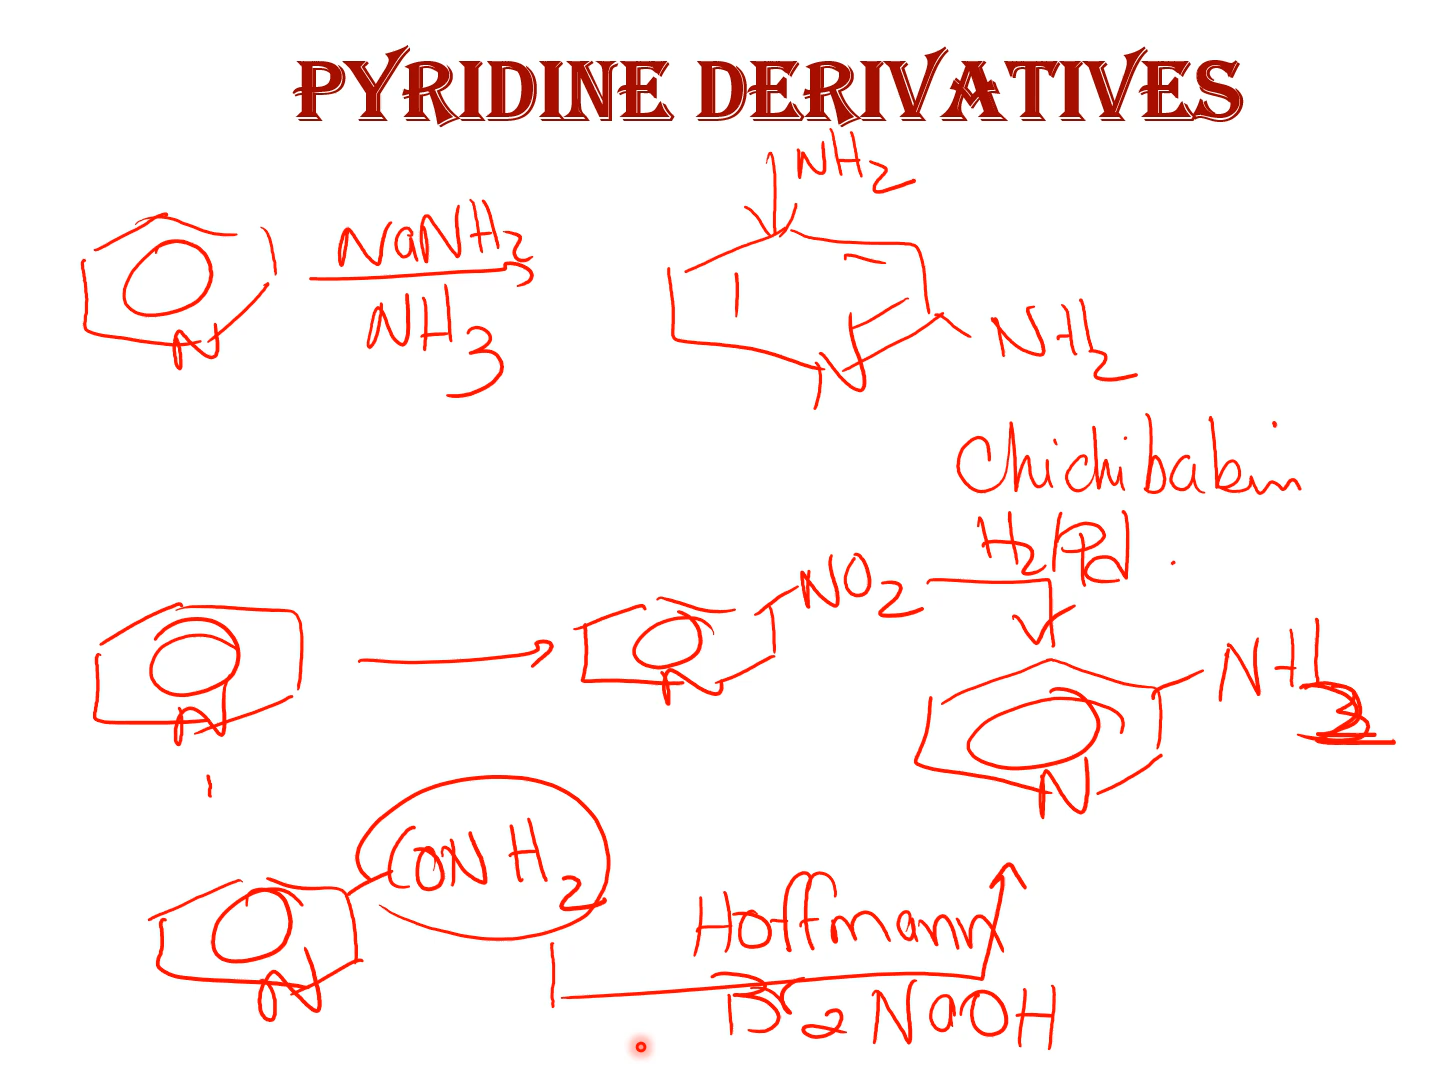 PYRIDINE DERIVATIVES
NH2
NaNH2
NH3
N
N
NH2
Chichibabin
H2/Pd
NO2
N
N
NH2
N
CONH2
N
Hoffmann
Br2 NaOH